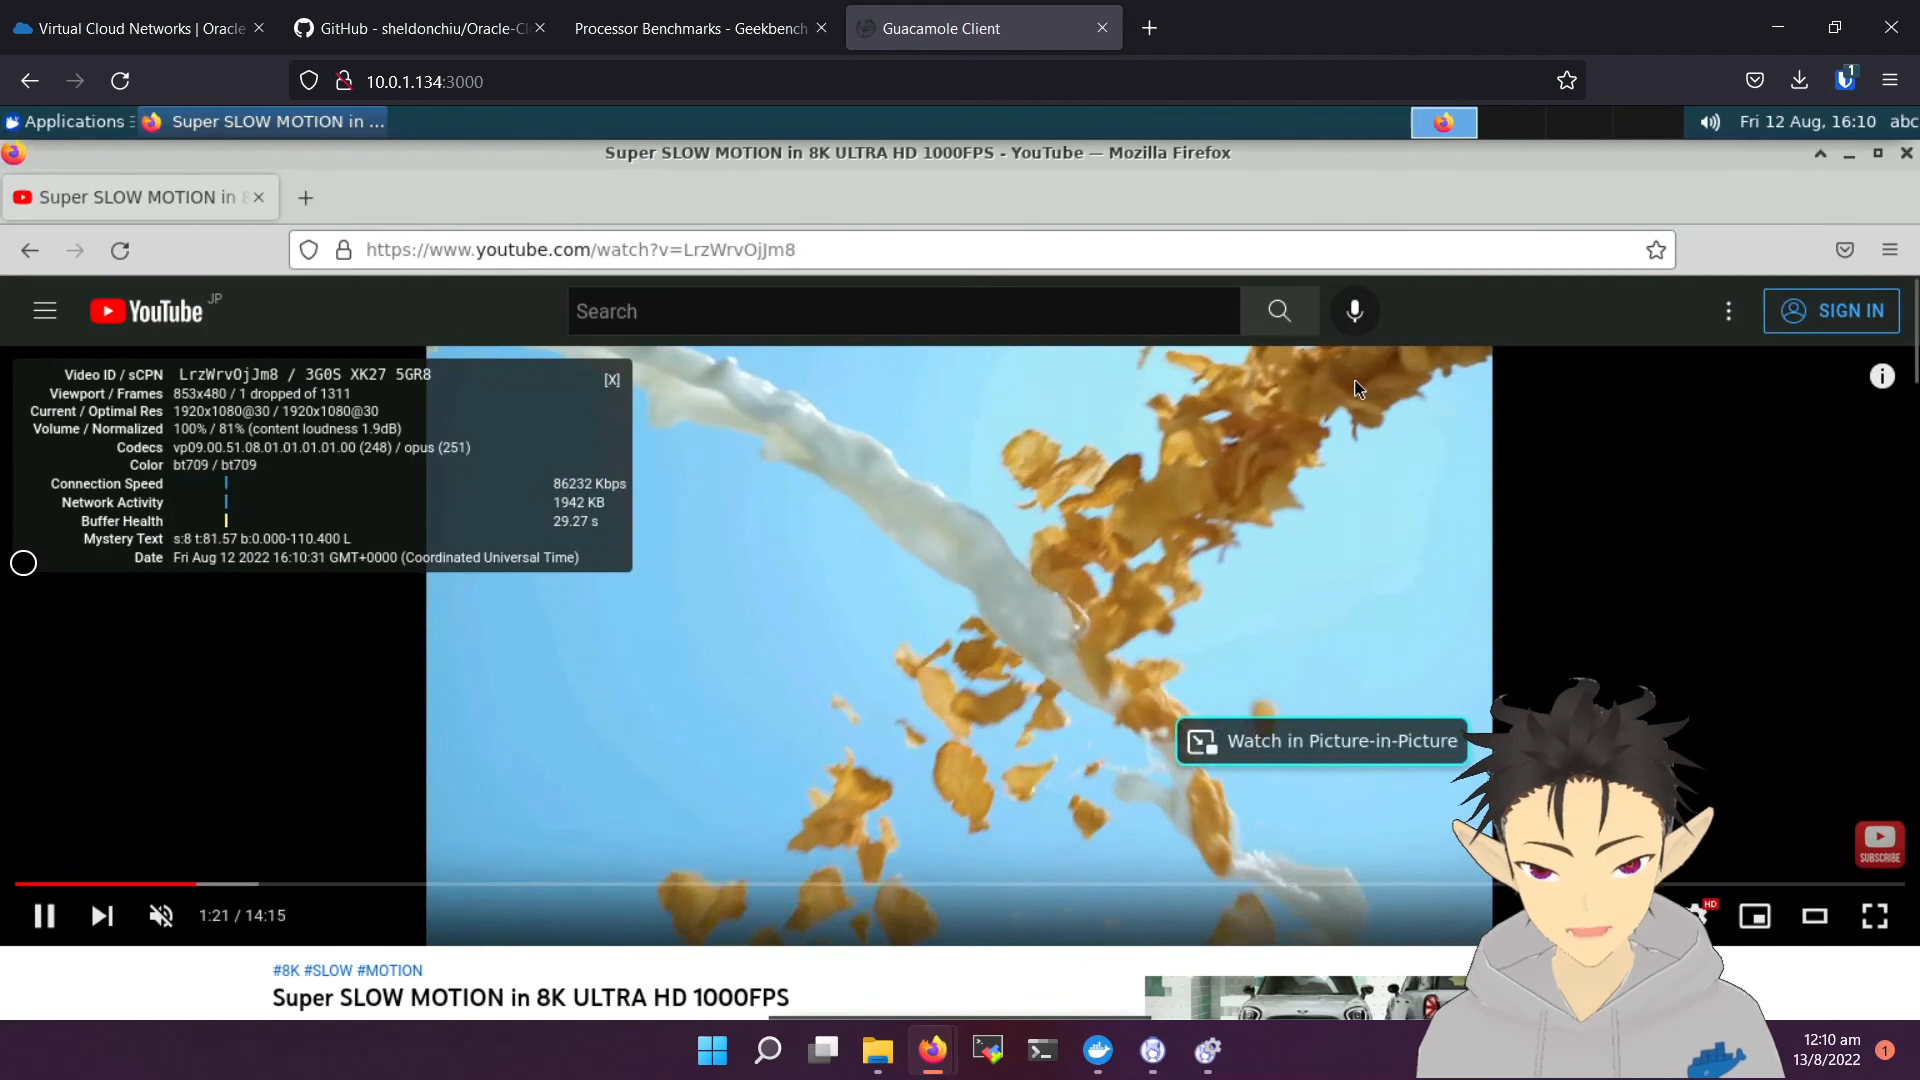 Virtual Cloud Networks | Oracle
GitHub - sheldonchiu/Oracle-Cl
Processor Benchmarks - Geekbench
Guacamole Client
10.0.1.134:3000
1
Applications
Super SLOW MOTION in ...
Fri 12 Aug, 16:10
abc
Super SLOW MOTION in 8K ULTRA HD 1000FPS - YouTube — Mozilla Firefox
Super SLOW MOTION in 8
https://www.youtube.com/watch?v=LrzWrvOjJm8
YouTube JP
Search
SIGN IN
Video ID / sCPN LrzWrvOjJm8 / 3G0S XK27 5GR8
[X]
Viewport / Frames 853x480 / 1 dropped of 1311
Current / Optimal Res 1920x1080@30 / 1920x1080@30
Volume / Normalized 100% / 81% (content loudness 1.9dB)
Codecs vp09.00.51.08.01.01.01.01.00 (248) / opus (251)
Color bt709 / bt709
Connection Speed 86232 Kbps
Network Activity 1942 KB
Buffer Health 29.27 s
Mystery Text s:8 t:81.57 b:0.000-110.400 L
Date Fri Aug 12 2022 16:10:31 GMT+0000 (Coordinated Universal Time)
Watch in Picture-in-Picture
SUBSCRIBE
1:21 / 14:15
HD
#8K #SLOW #MOTION
Super SLOW MOTION in 8K ULTRA HD 1000FPS
12:10 am
13/8/2022
1